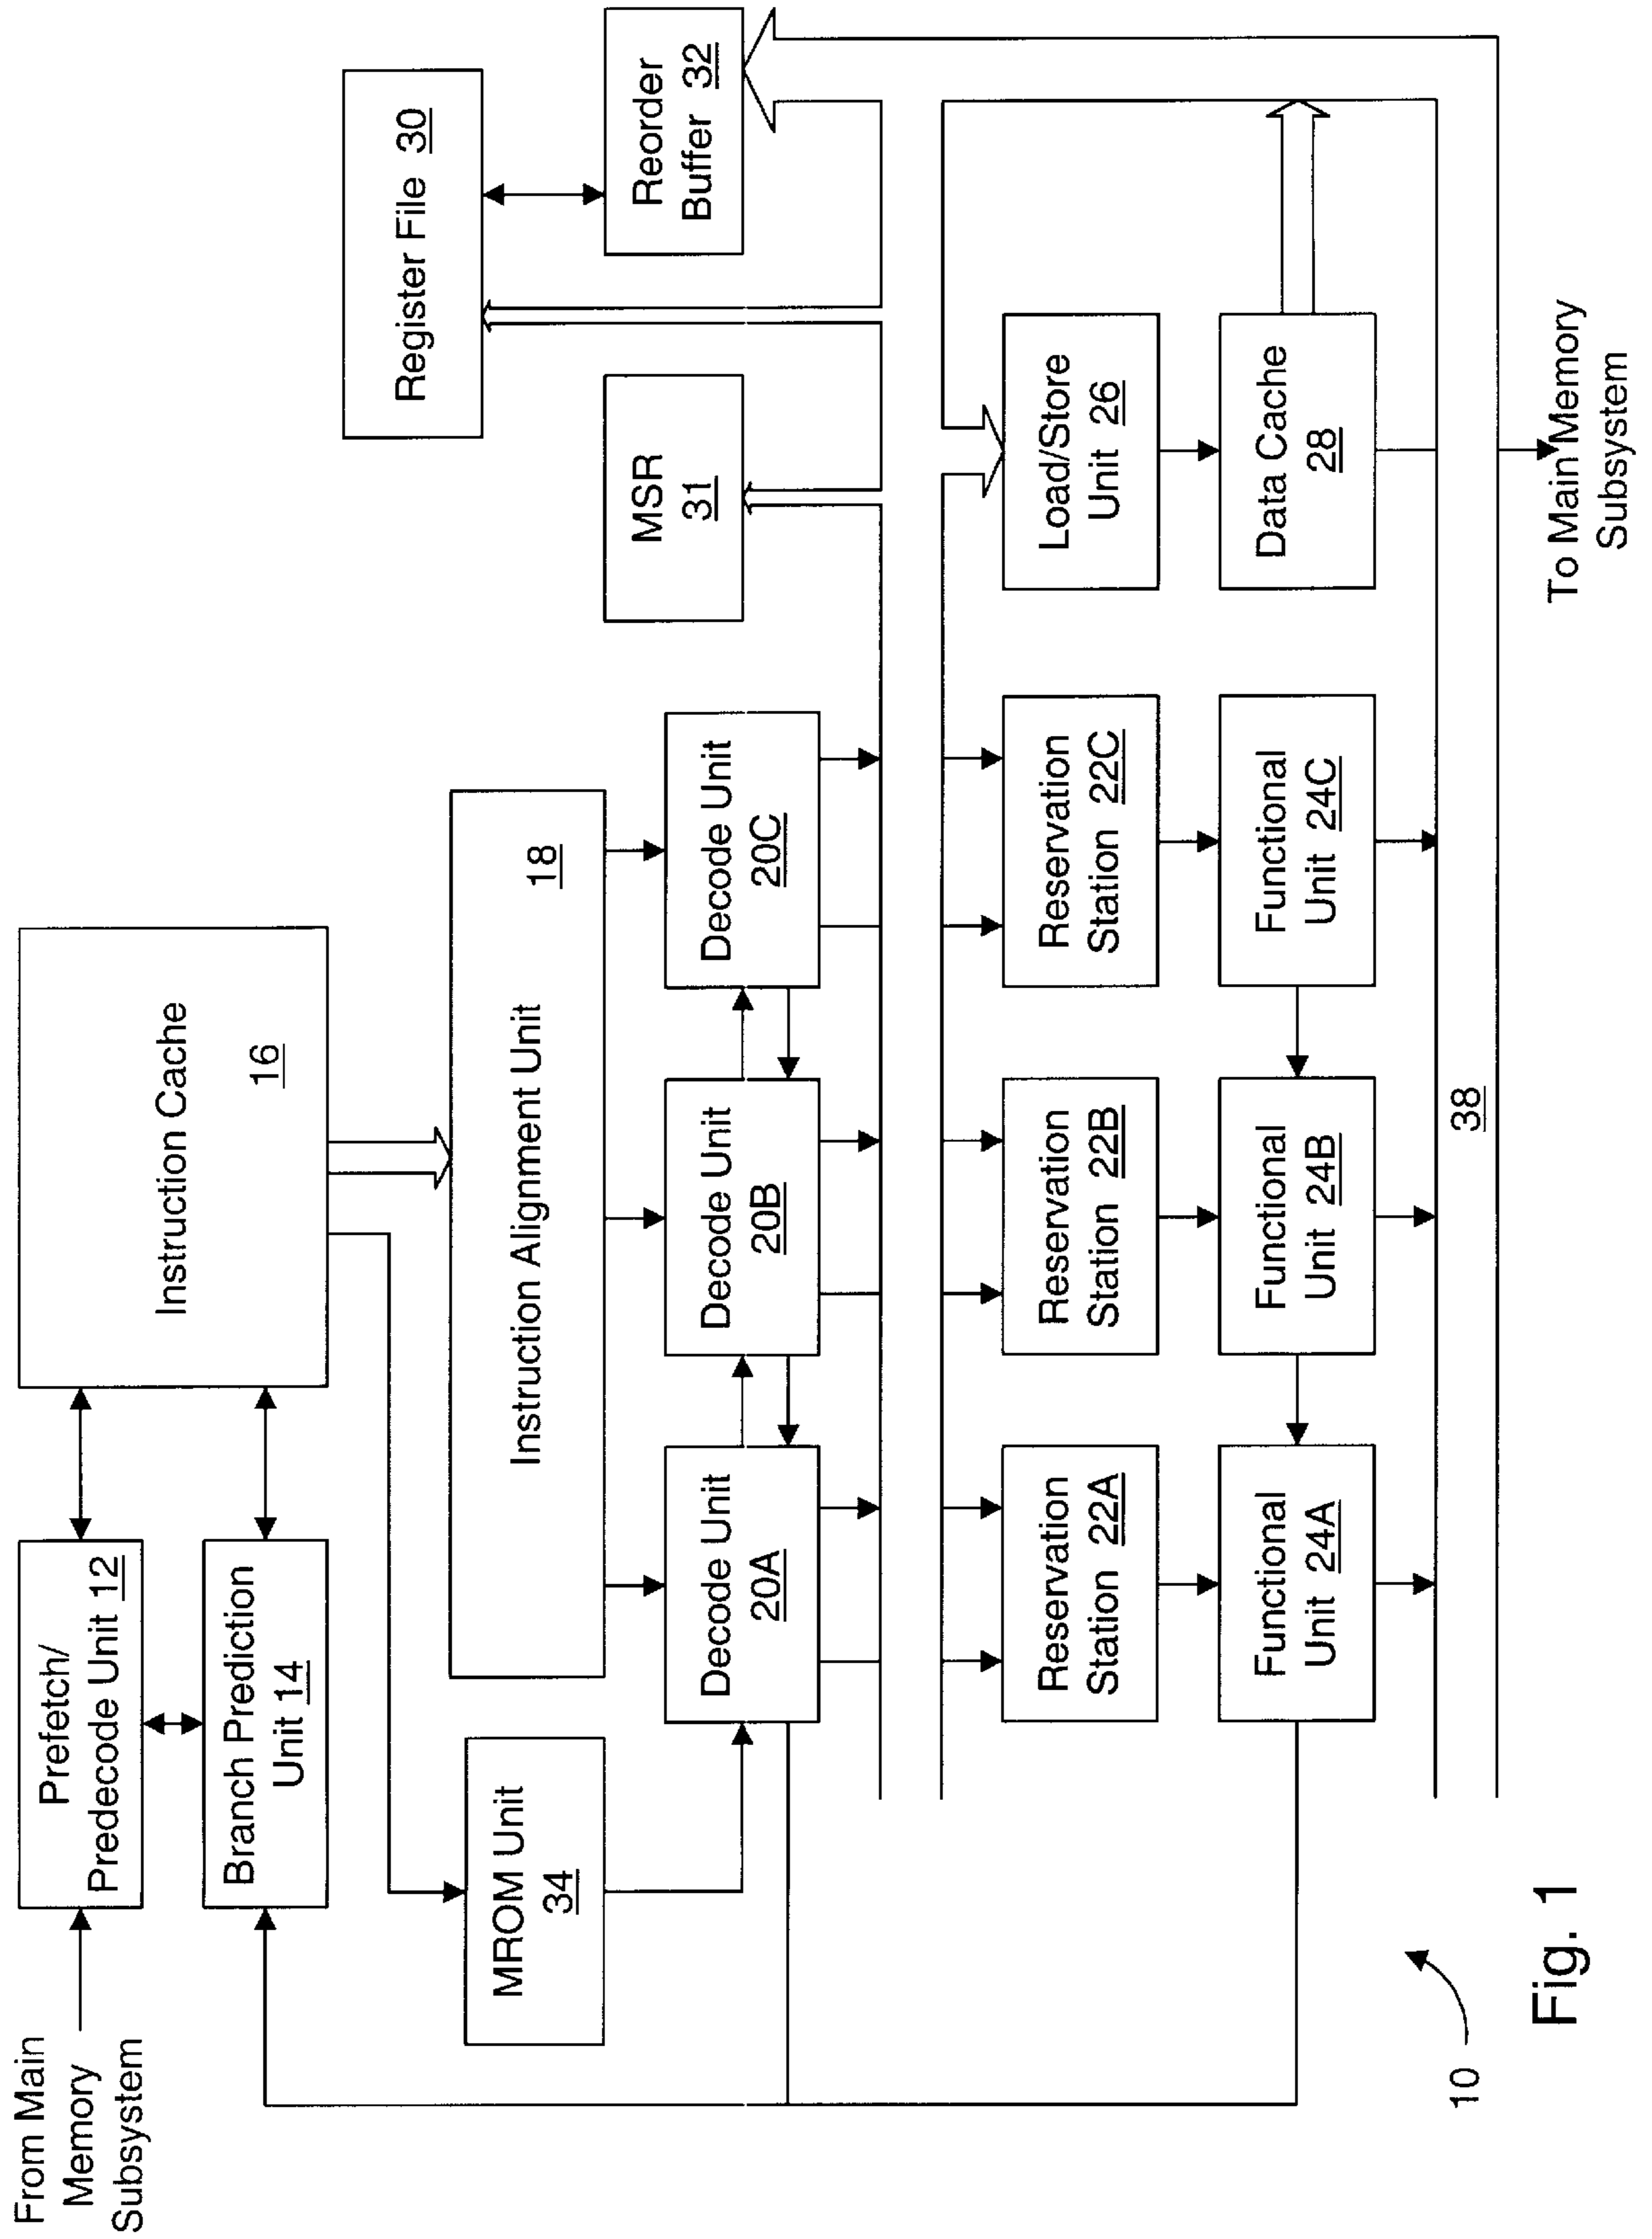 From Main
Memory
Subsystem
Prefetch/
Predecode Unit 12
Branch Prediction
Unit 14
Instruction Cache
16
MROM Unit
34
Instruction Alignment Unit
18
Register File 30
MSR
31
Reorder
Buffer 32
Decode Unit
20A
Decode Unit
20B
Decode Unit
20C
Reservation
Station 22A
Reservation
Station 22B
Reservation
Station 22C
Load/Store
Unit 26
Functional
Unit 24A
Functional
Unit 24B
Functional
Unit 24C
Data Cache
28
38
10
To Main Memory
Subsystem
Fig. 1